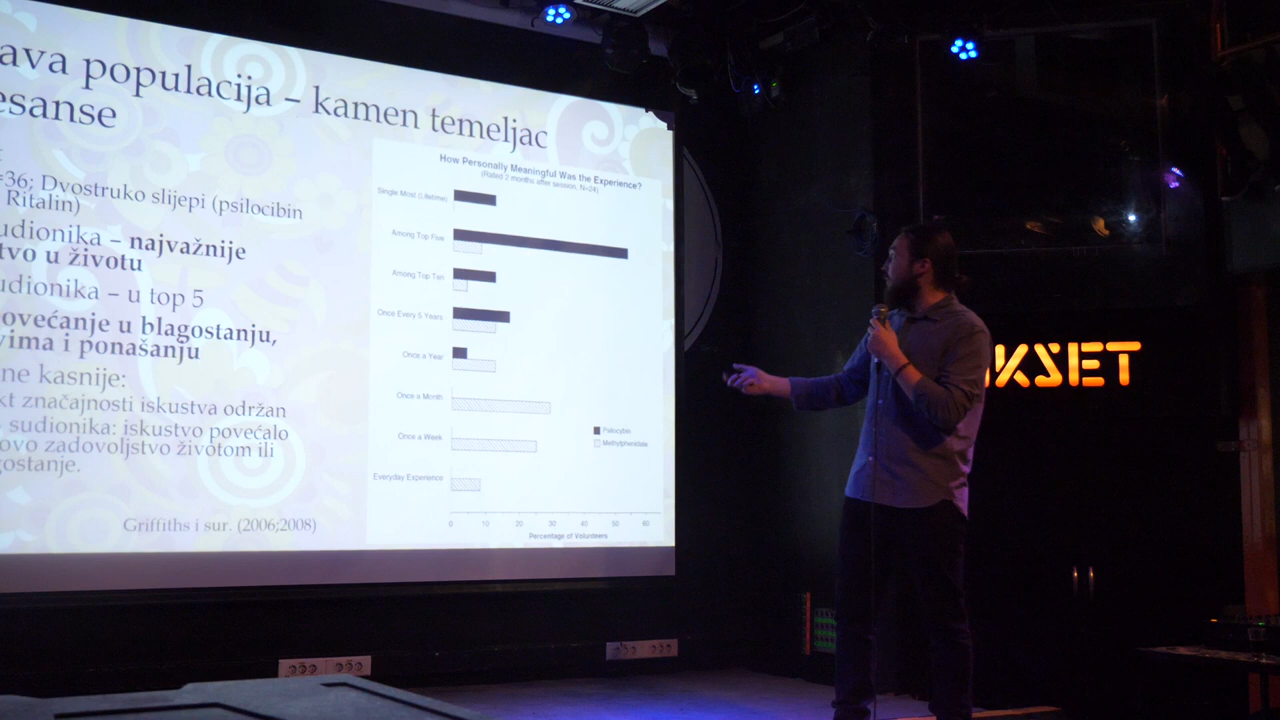 ava populacija – kamen temeljac
esanse
=36; Dvostruko slijepi (psilocibin
Ritalin)
udionika – najvažnije
tvo u životu
udionika – u top 5
ovećanje u blagostanju,
vima i ponašanju
ne kasnije:
kt značajnosti iskustva održan
sudionika: iskustvo povećalo
ovo zadovoljstvo životom ili
gostanje.
Griffiths i sur. (2006;2008)
How Personally Meaningful Was the Experience?
(Rated 2 months after session, N=24)
Single Most (Lifetime)
Among Top Five
Among Top Ten
Once Every 5 Years
Once a Year
Once a Month
Once a Week
Everyday Experience
Psilocybin
Methylphenidate
0 10 20 30 40 50 60
Percentage of Volunteers
KSET